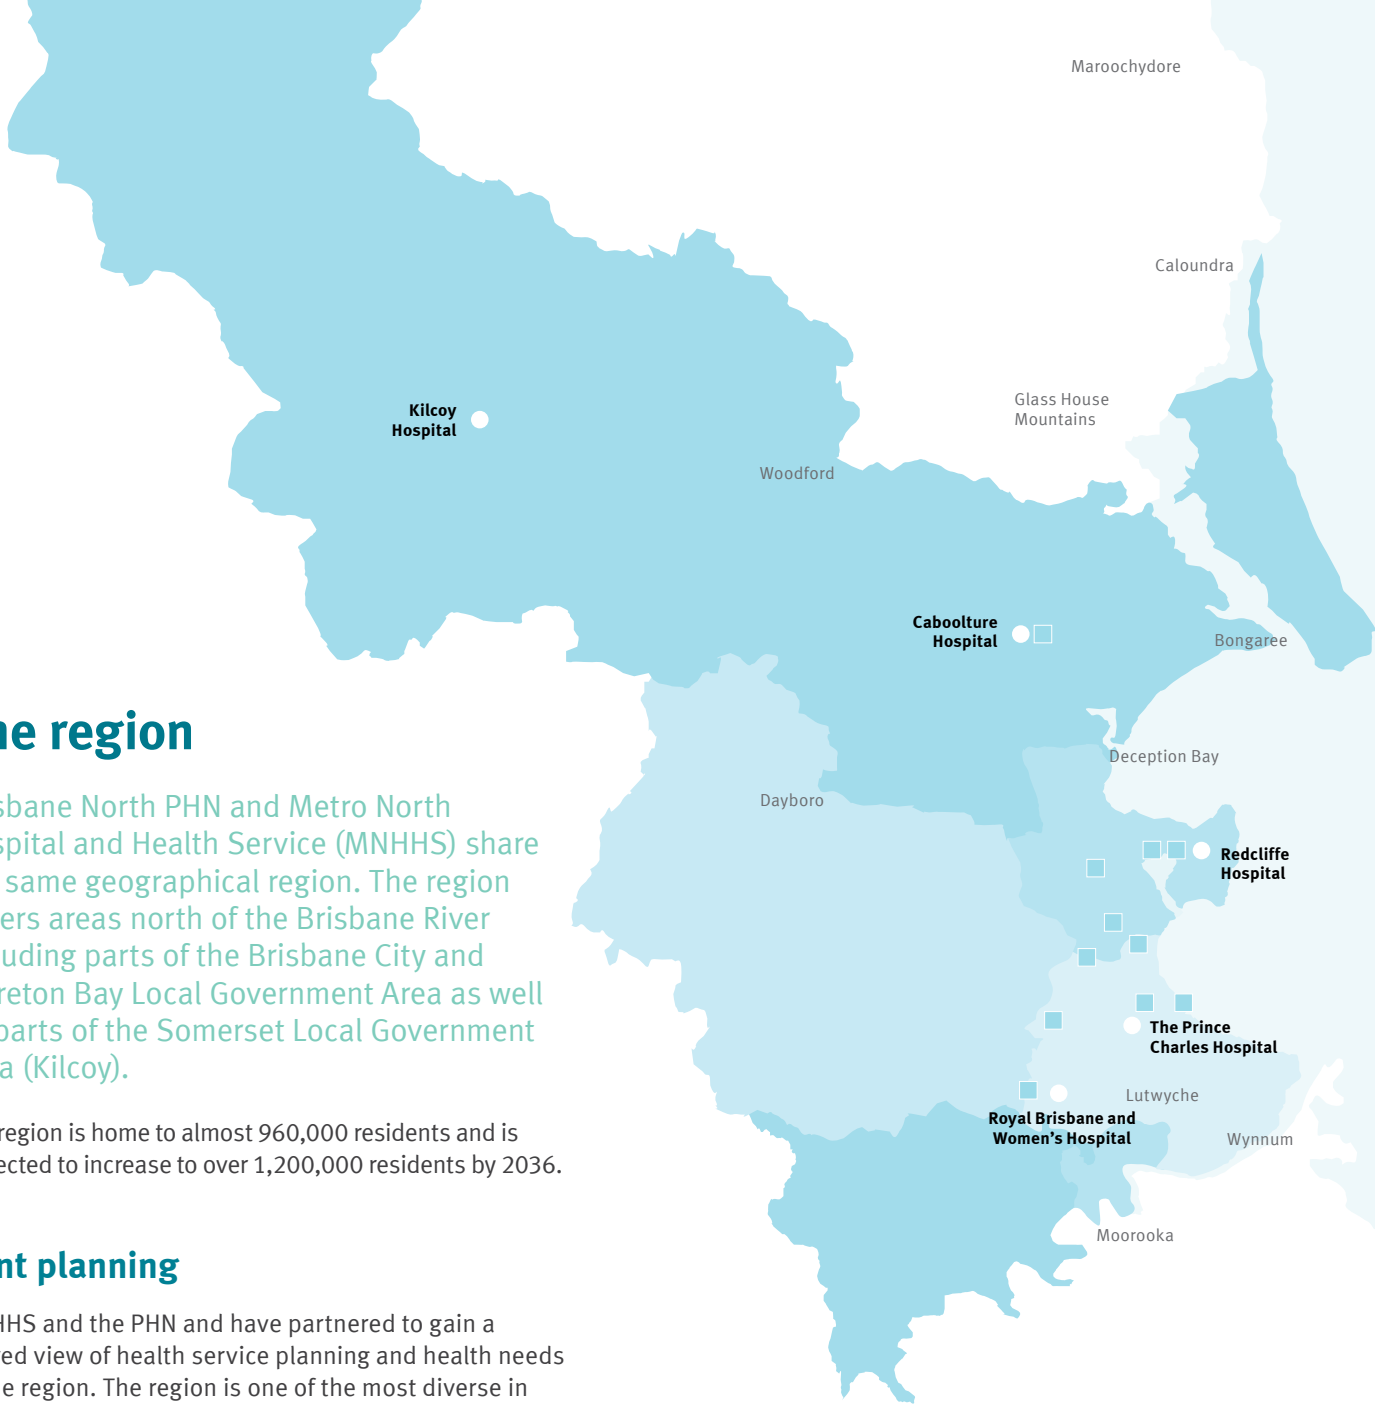 Maroochydore
Caloundra
Glass House
Mountains
Kilcoy
Hospital
Woodford
Caboolture
Hospital
Bongaree
Deception Bay
Dayboro
Redcliffe
Hospital
The Prince
Charles Hospital
Lutwyche
Royal Brisbane and
Women's Hospital
Wynnum
Moorooka
ne region
sbane North PHN and Metro North
spital and Health Service (MNHHS) share
same geographical region. The region
ers areas north of the Brisbane River
luding parts of the Brisbane City and
reton Bay Local Government Area as well
parts of the Somerset Local Government
a (Kilcoy).
region is home to almost 960,000 residents and is
ected to increase to over 1,200,000 residents by 2036.
nt planning
HHS and the PHN and have partnered to gain a
ed view of health service planning and health needs
e region. The region is one of the most diverse in